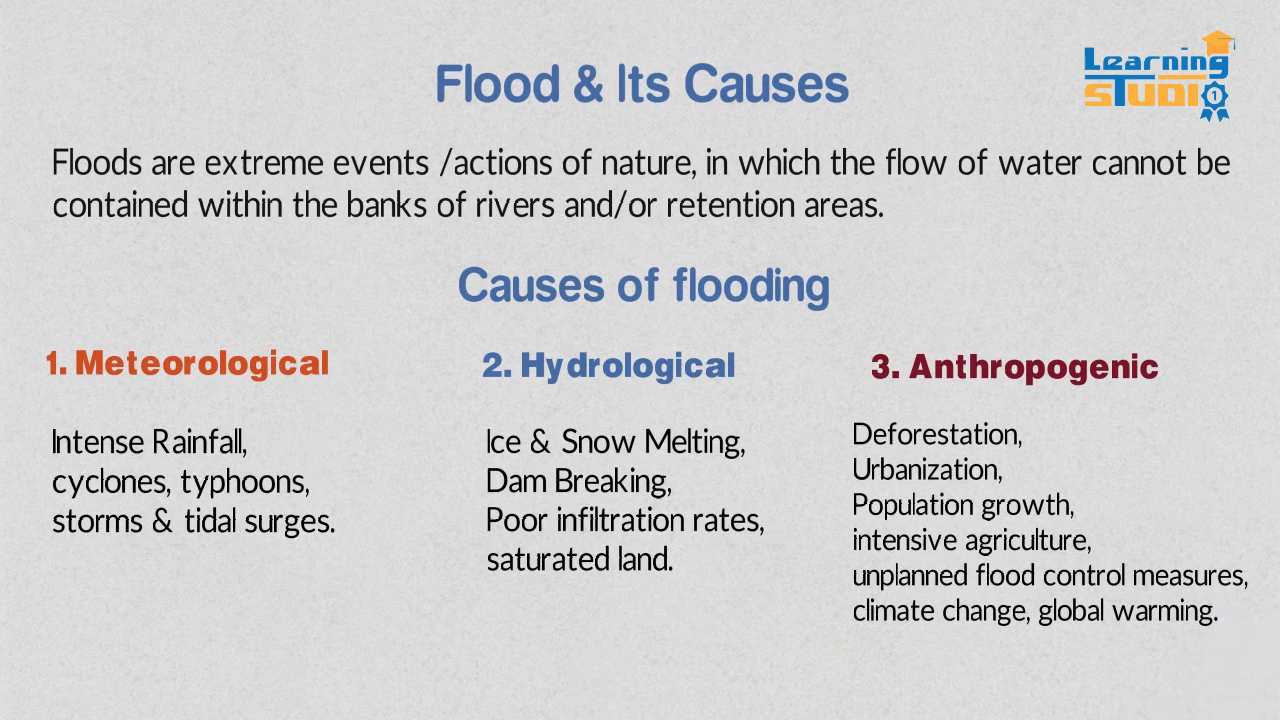 Flood & Its Causes
Learning
STUDIO
1
Floods are extreme events /actions of nature, in which the flow of water cannot be
contained within the banks of rivers and/or retention areas.
Causes of flooding
1. Meteorological
Intense Rainfall,
cyclones, typhoons,
storms & tidal surges.
2. Hydrological
Ice & Snow Melting,
Dam Breaking,
Poor infiltration rates,
saturated land.
3. Anthropogenic
Deforestation,
Urbanization,
Population growth,
intensive agriculture,
unplanned flood control measures,
climate change, global warming.